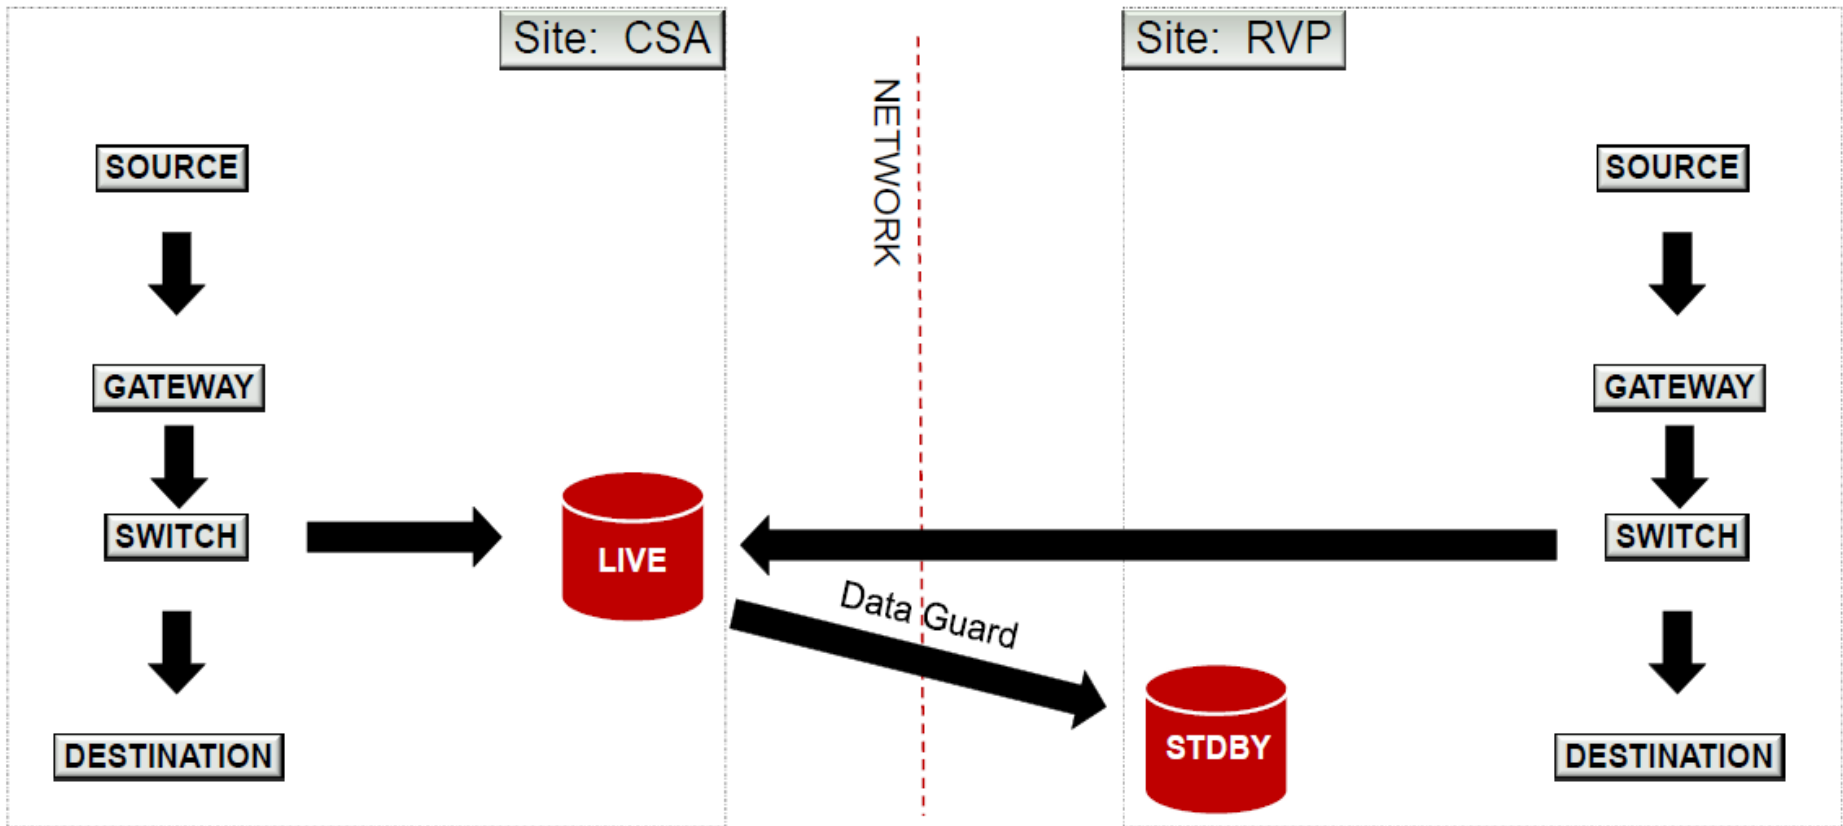 Site:  CSA
Site:  RVP
NETWORK
SOURCE
SOURCE
GATEWAY
GATEWAY
SWITCH
LIVE
SWITCH
Data Guard
STDBY
DESTINATION
DESTINATION